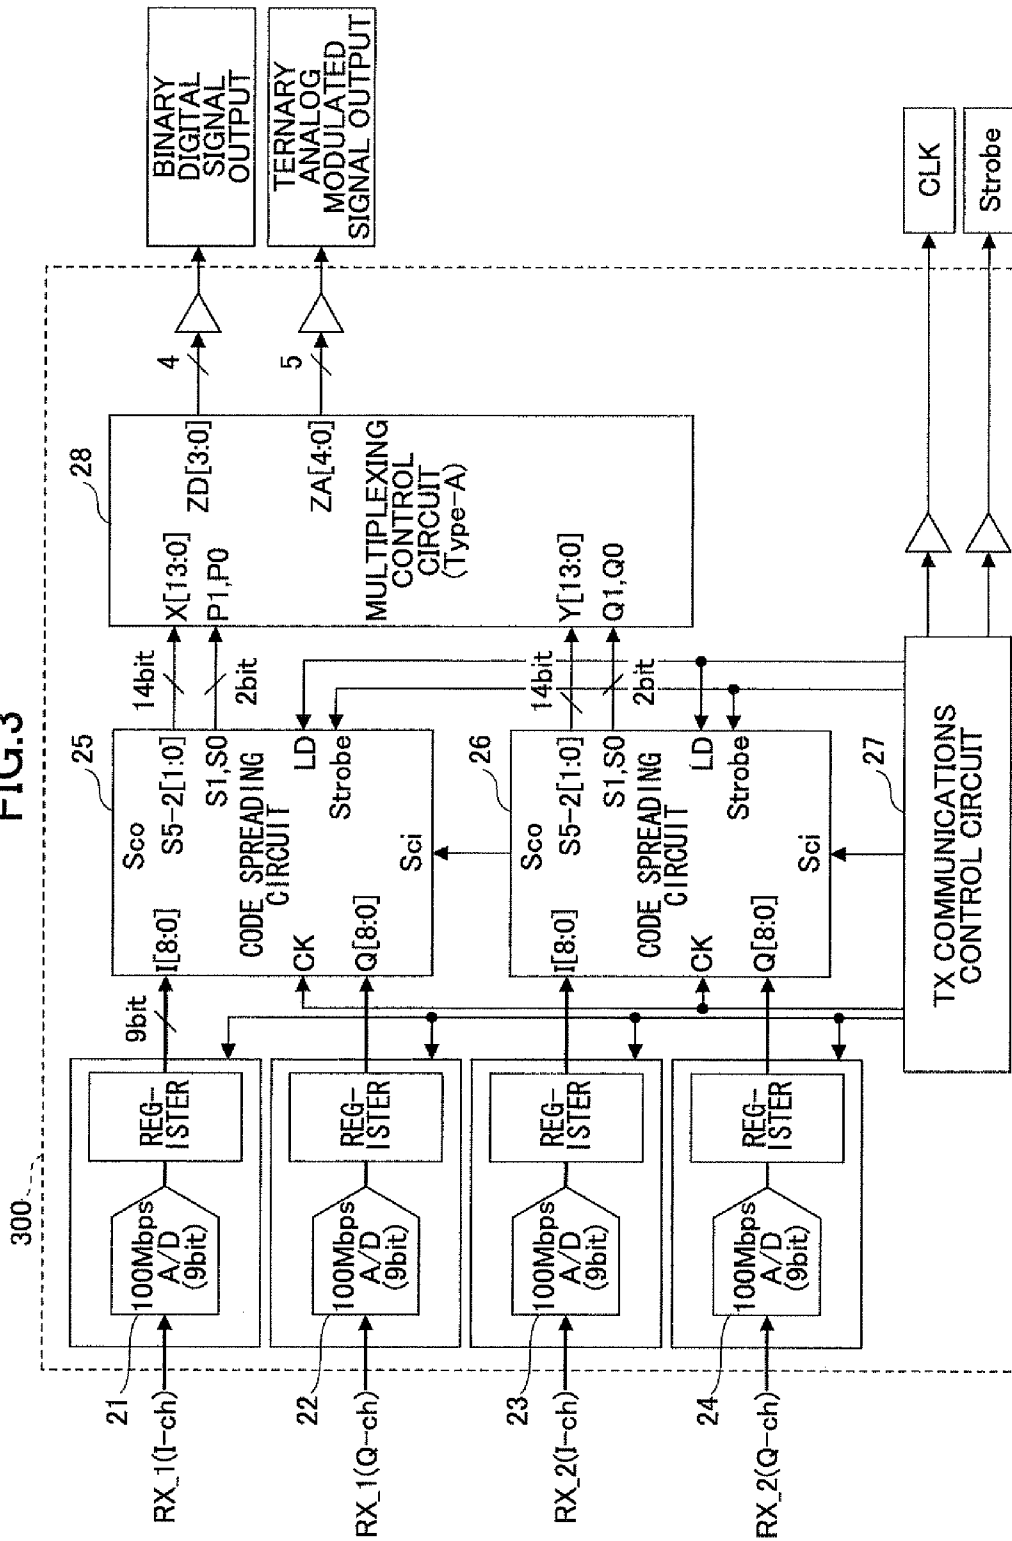 FIG.3
300
RX_1(I-ch)
21
100Mbps
A/D
(9bit)
REG-
ISTER
9bit
RX_1(Q-ch)
22
100Mbps
A/D
(9bit)
REG-
ISTER
RX_2(I-ch)
23
100Mbps
A/D
(9bit)
REG-
ISTER
RX_2(Q-ch)
24
100Mbps
A/D
(9bit)
REG-
ISTER
25
Sco
I[8:0]
S5-2[1:0]
S1,S0
CODE SPREADING
CIRCUIT
CK
LD
Q[8:0]
Strobe
Sci
14bit
2bit
26
Sco
I[8:0]
S5-2[1:0]
S1,S0
CODE SPREADING
CIRCUIT
CK
LD
Q[8:0]
Strobe
Sci
14bit
2bit
27
TX COMMUNICATIONS
CONTROL CIRCUIT
28
X[13:0]
P1,P0
ZD[3:0]
ZA[4:0]
MULTIPLEXING
CONTROL
CIRCUIT
(Type-A)
Y[13:0]
Q1,Q0
4
5
BINARY
DIGITAL
SIGNAL
OUTPUT
TERNARY
ANALOG
MODULATED
SIGNAL OUTPUT
CLK
Strobe